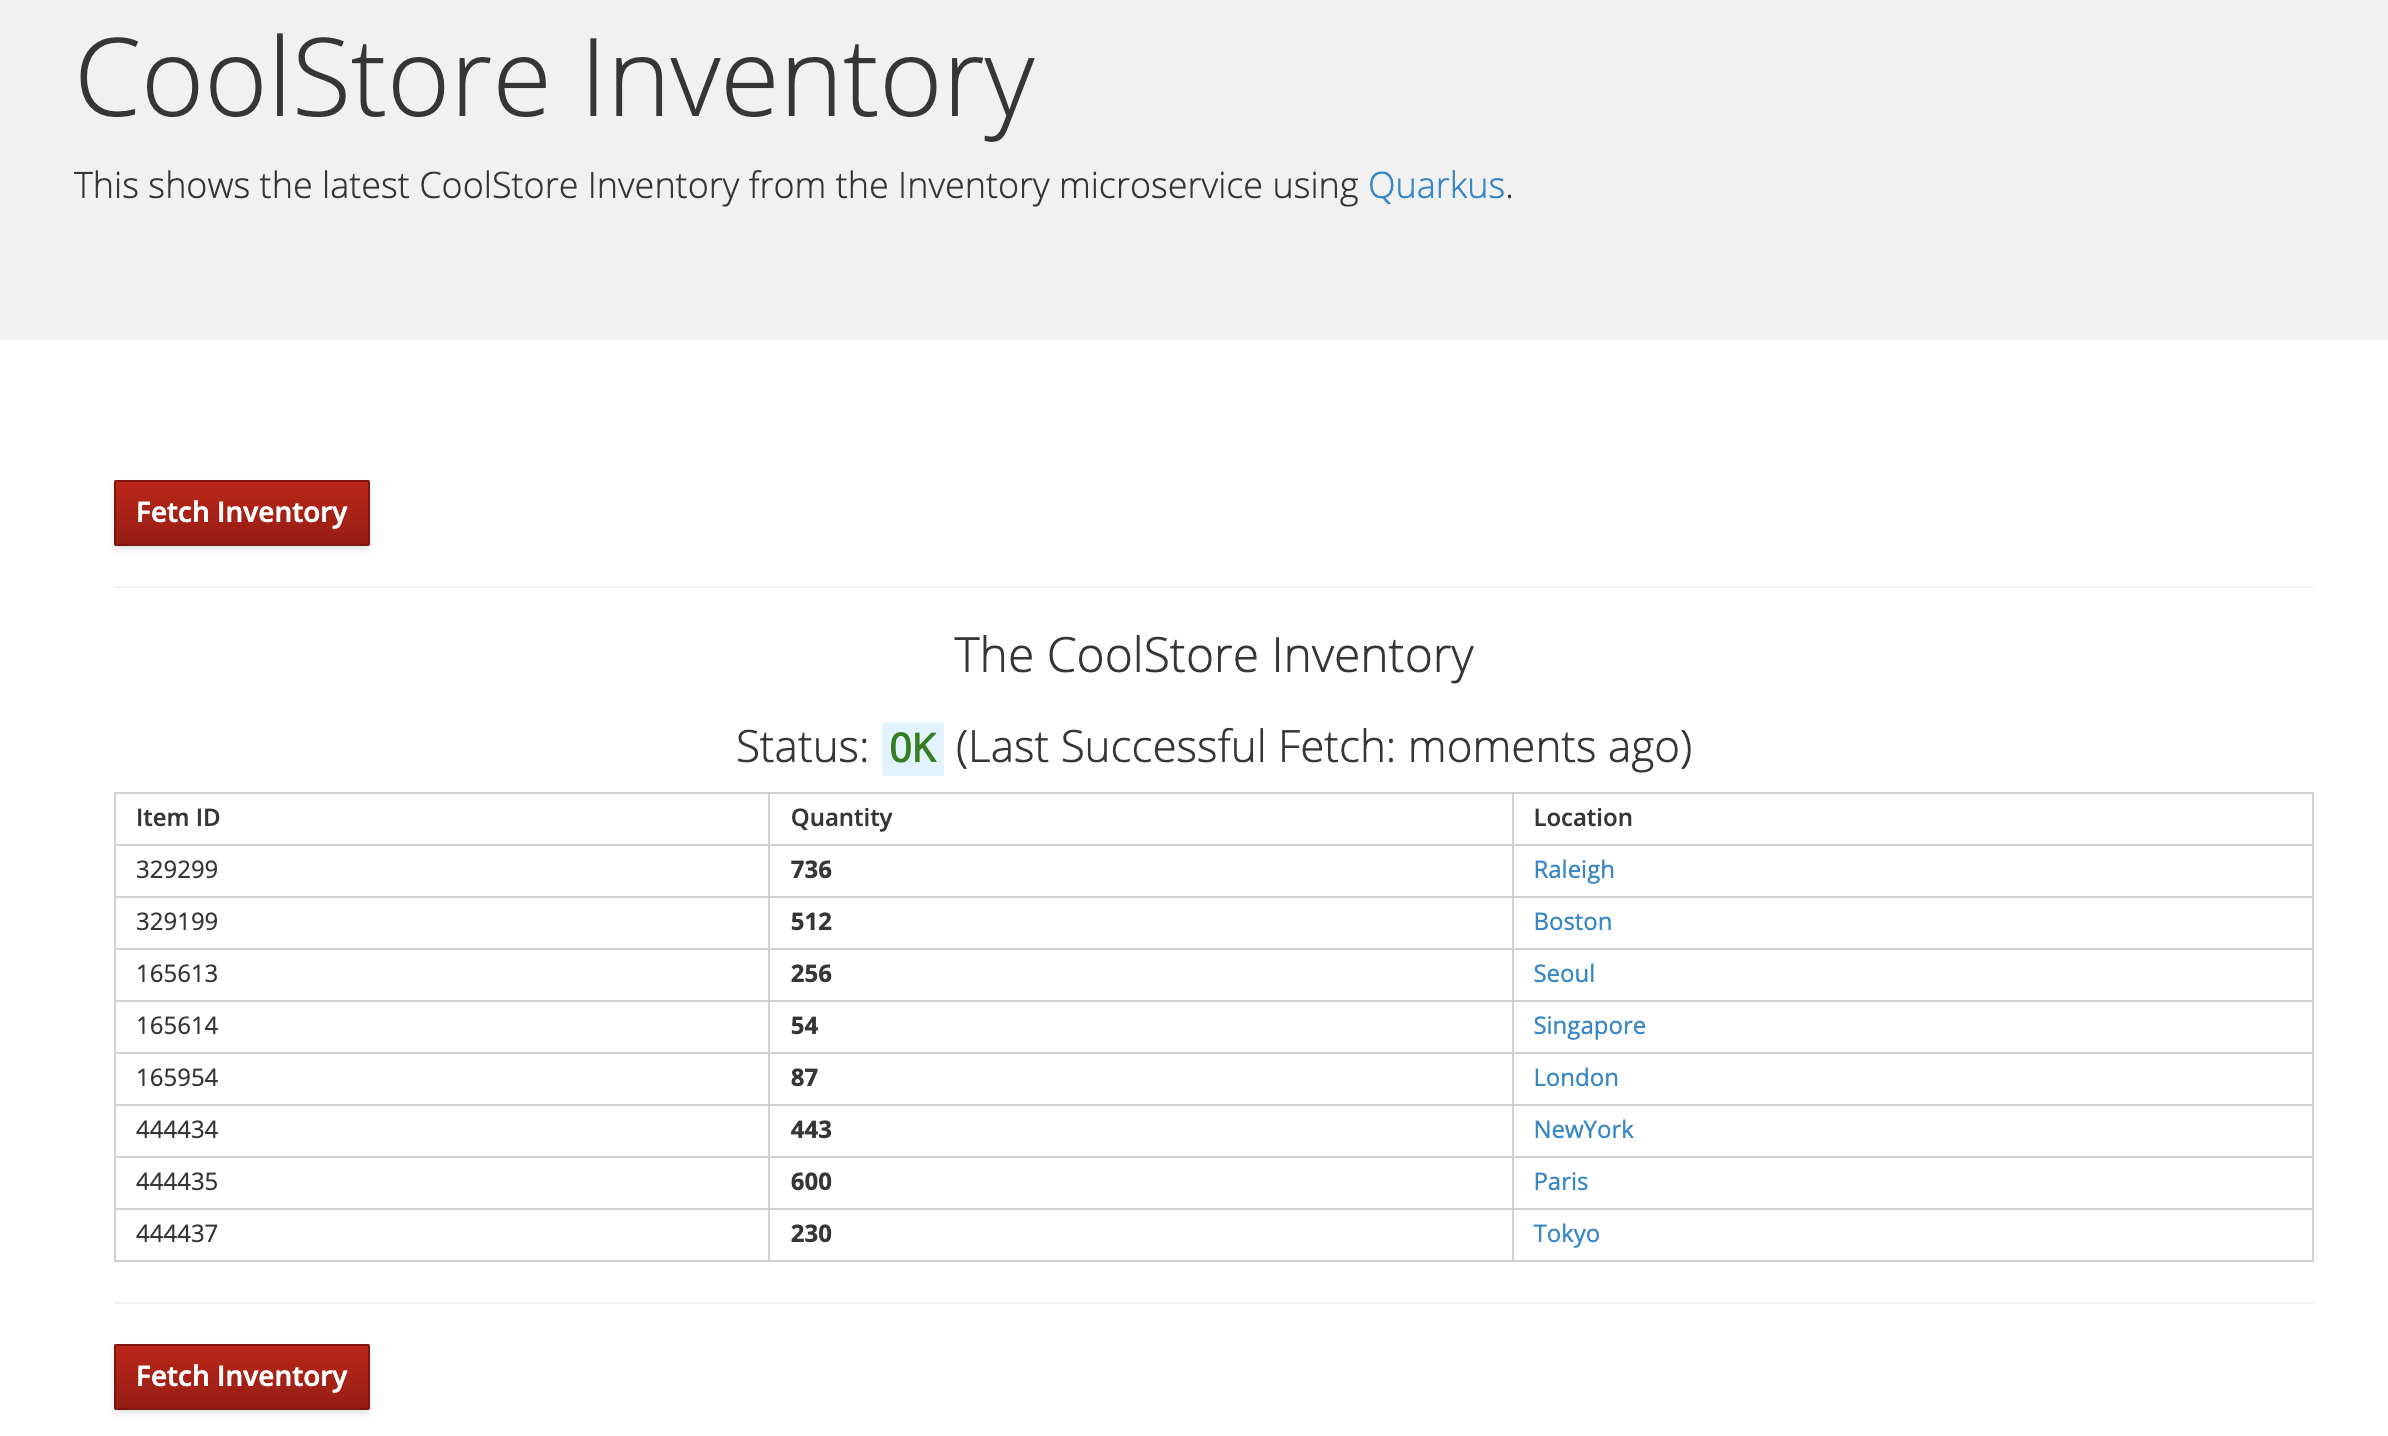 CoolStore Inventory
This shows the latest CoolStore Inventory from the Inventory microservice using Quarkus.
Fetch Inventory
The CoolStore Inventory
Status: OK (Last Successful Fetch: moments ago)
Item ID Quantity Location
329299 736 Raleigh
329199 512 Boston
165613 256 Seoul
165614 54 Singapore
165954 87 London
444434 443 NewYork
444435 600 Paris
444437 230 Tokyo
Fetch Inventory